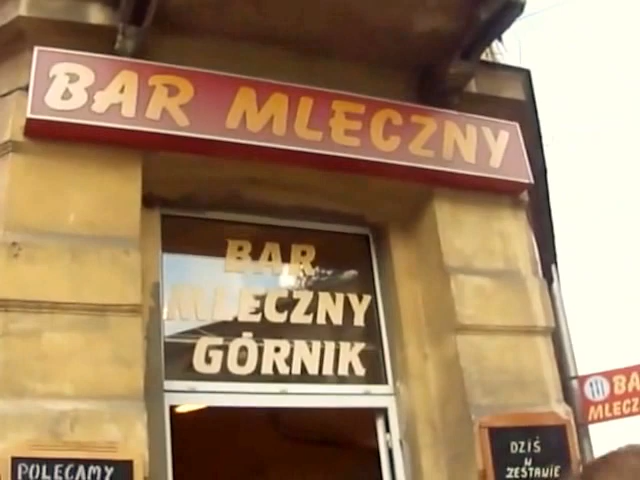 BAR MLECZNY
BAR
MLECZNY
GÓRNIK
BA
MLECZ
POLECAMY
DZIŚ
W
ZESTAWIE